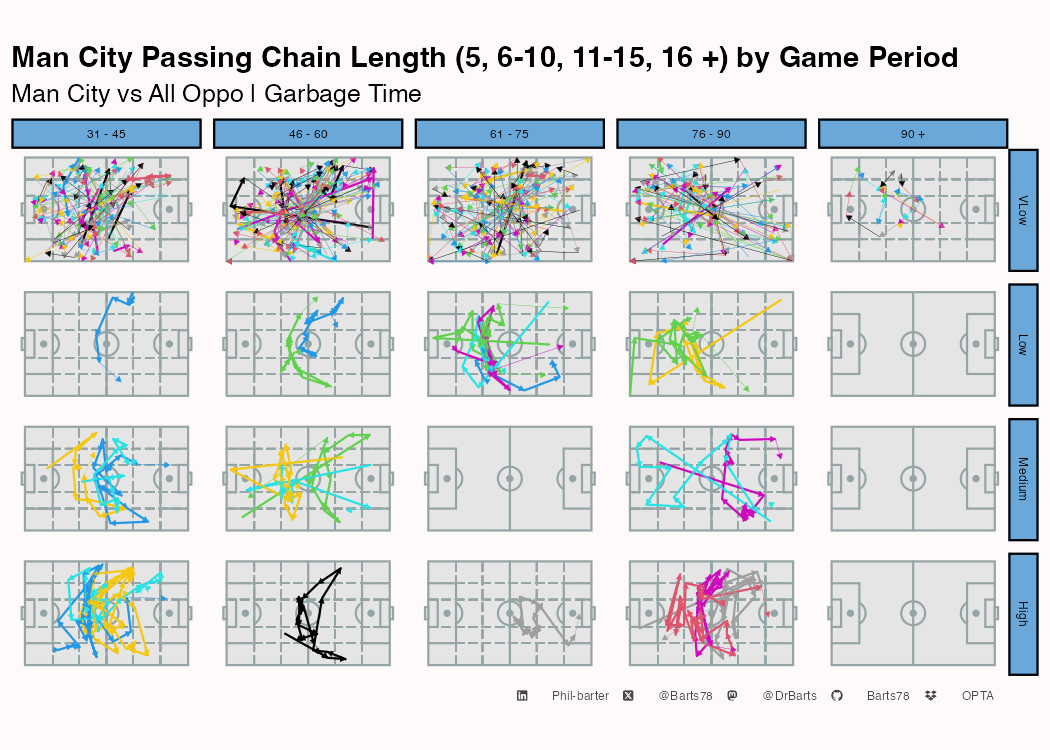 Man City Passing Chain Length (5, 6-10, 11-15, 16 +) by Game Period
Man City vs All Oppo | Garbage Time
31 - 45
46 - 60
61 - 75
76 - 90
90 +
VLow
Low
Medium
High
Phil-barter @Barts78 @DrBarts Barts78 OPTA